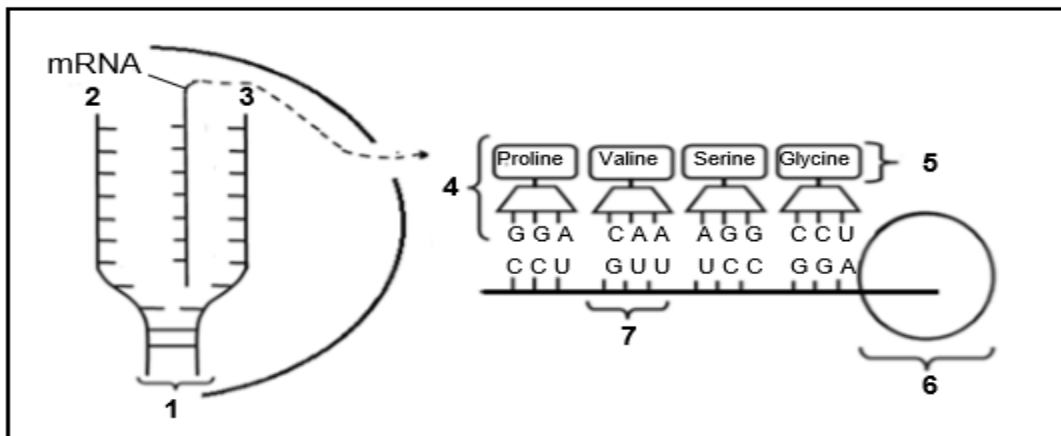 mRNA
2 3
Proline Valine Serine Glycine
4 5
G G A C A A A G G C C U
C C U G U U U C C G G A
7
6
1